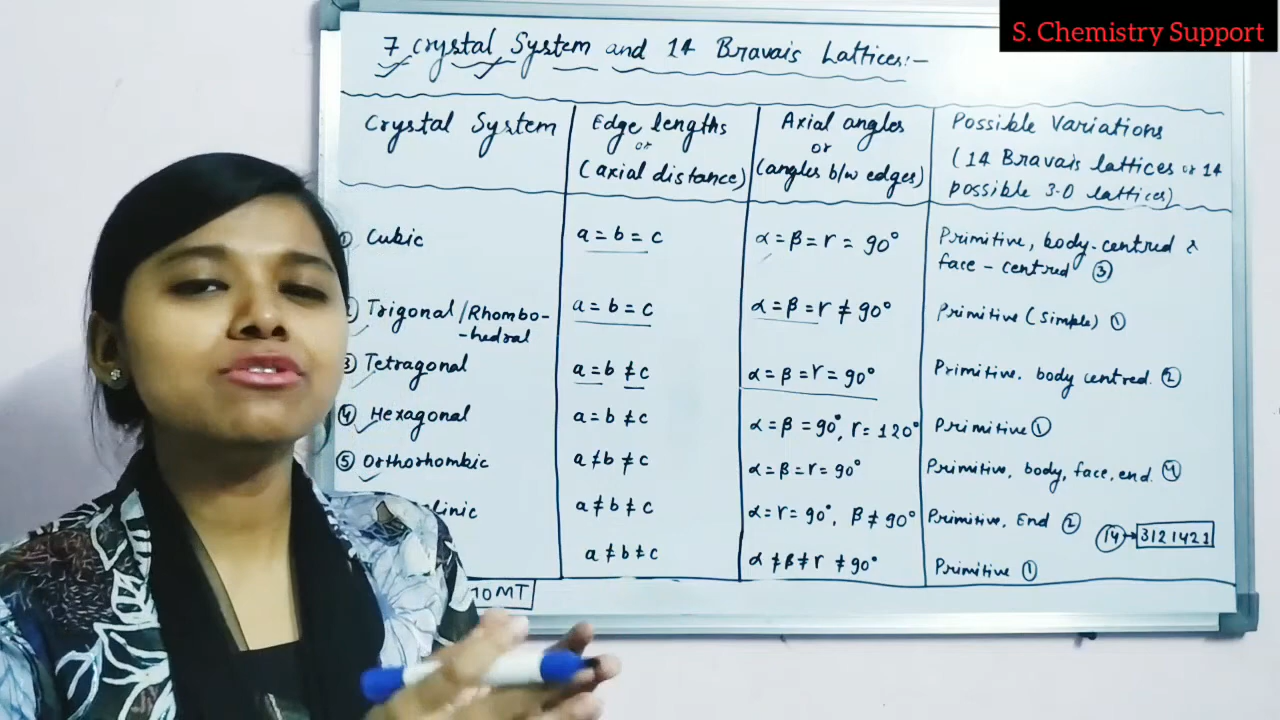 S. Chemistry Support
7 Crystal System and 14 Bravais Lattices:-
Crystal System
Edge lengths
or
(axial distance)
Axial angles
or
(angles b/w edges)
Possible Variations
(14 Bravais lattices or 14
possible 3-D lattices)
① Cubic
a = b = c
α = β = r = 90°
Primitive, body-centred &
face-centred ③
Trigonal/Rhombo-
-hedral
a = b = c
α = β = r ≠ 90°
Primitive (simple) ①
③ Tetragonal
a = b ≠ c
α = β = r = 90°
Primitive, body centred. ②
④ Hexagonal
a = b ≠ c
α = β = 90°, r = 120°
Primitive ①
⑤ Orthorhombic
a ≠ b ≠ c
α = β = r = 90°
Primitive, body, face, end. ④
linic
a ≠ b ≠ c
α = r = 90°, β ≠ 90°
Primitive, End ②
14 → 3121421
a ≠ b ≠ c
α ≠ β ≠ r ≠ 90°
Primitive ①